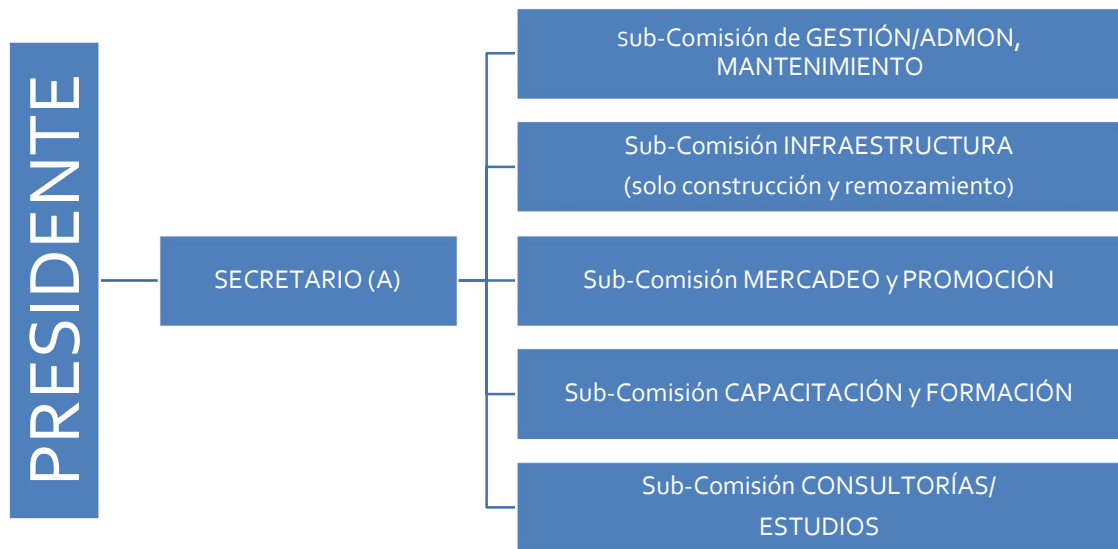 PRESIDENTE
SECRETARIO (A)
sub-Comisión de GESTIÓN/ADMON,
MANTENIMIENTO
Sub-Comisión INFRAESTRUCTURA
(solo construcción y remozamiento)
Sub-Comisión MERCADEO y PROMOCIÓN
Sub-Comisión CAPACITACIÓN y FORMACIÓN
Sub-Comisión CONSULTORÍAS/
ESTUDIOS